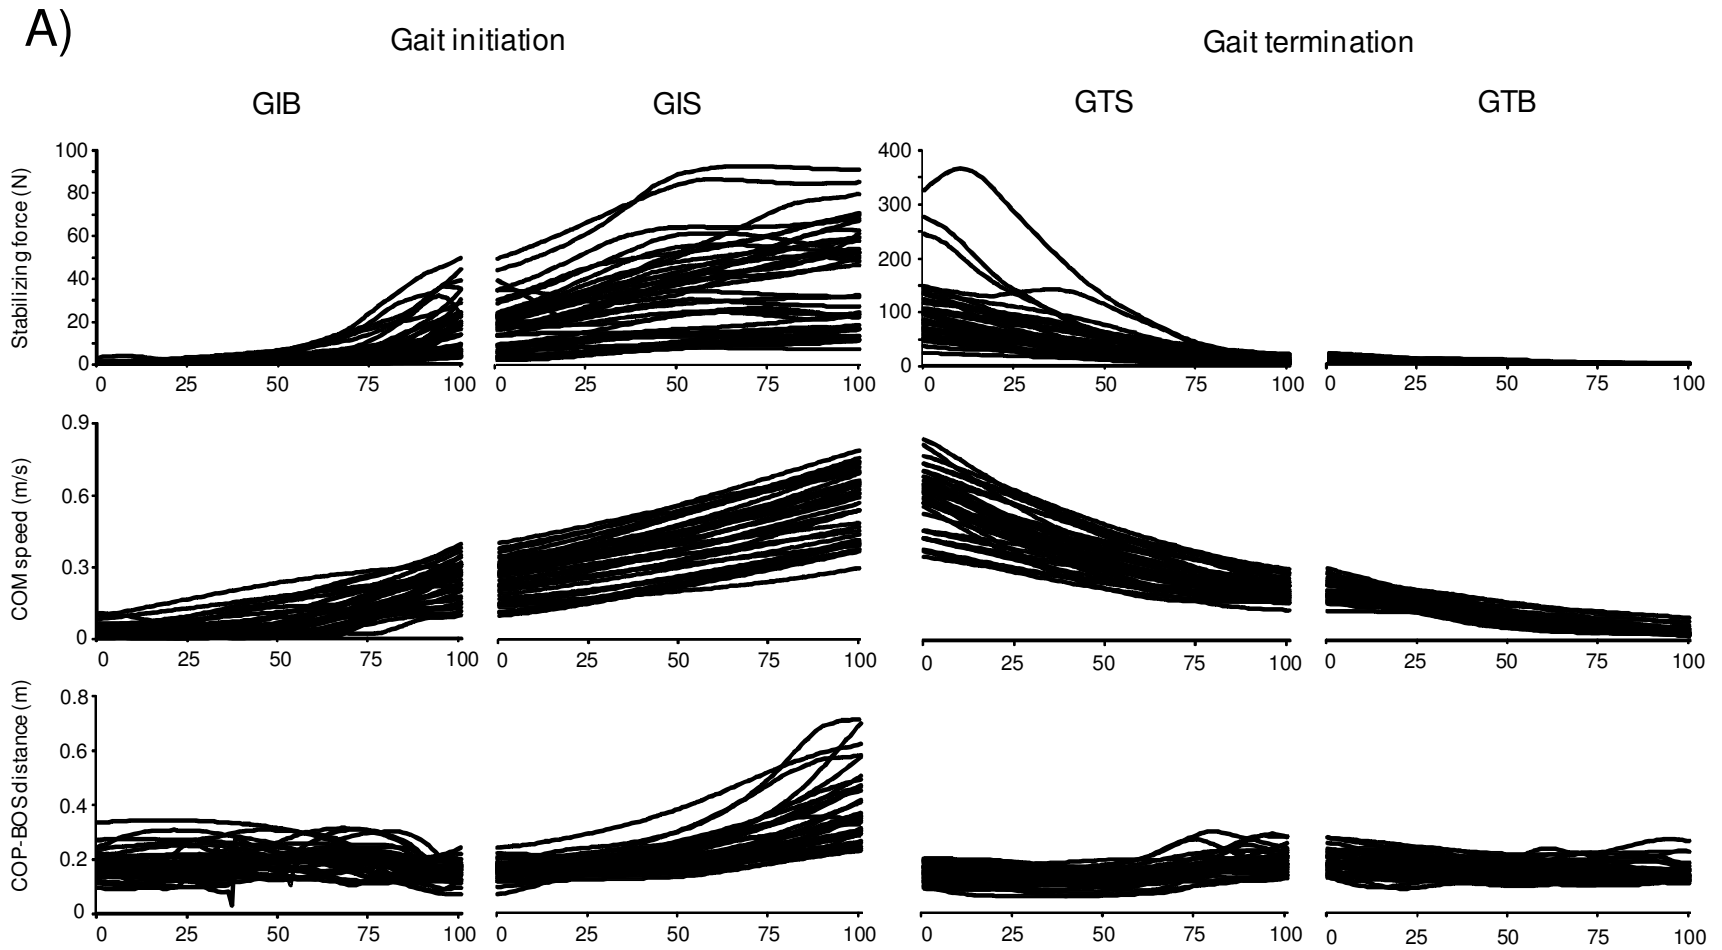 A)
Gait initiation Gait termination
GIB GIS GTS GTB
Stabilizing force (N)
100
80
60
40
20
0
0 25 50 75 100
0 25 50 75 100
400
300
200
100
0
0 25 50 75 100
0 25 50 75 100
COM speed (m/s)
0.9
0.6
0.3
0
0 25 50 75 100
0 25 50 75 100
0 25 50 75 100
0 25 50 75 100
COP-BOS distance (m)
0.8
0.6
0.4
0.2
0
0 25 50 75 100
0 25 50 75 100
0 25 50 75 100
0 25 50 75 100